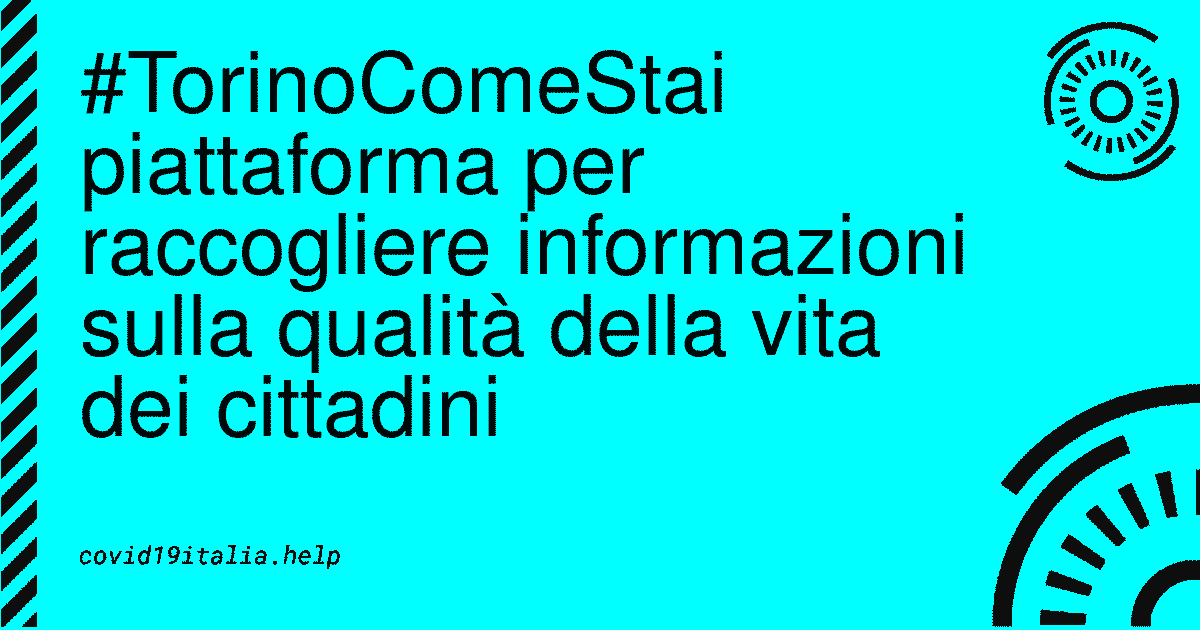 #TorinoComeStai
piattaforma per
raccogliere informazioni
sulla qualità della vita
dei cittadini
covid19italia.help